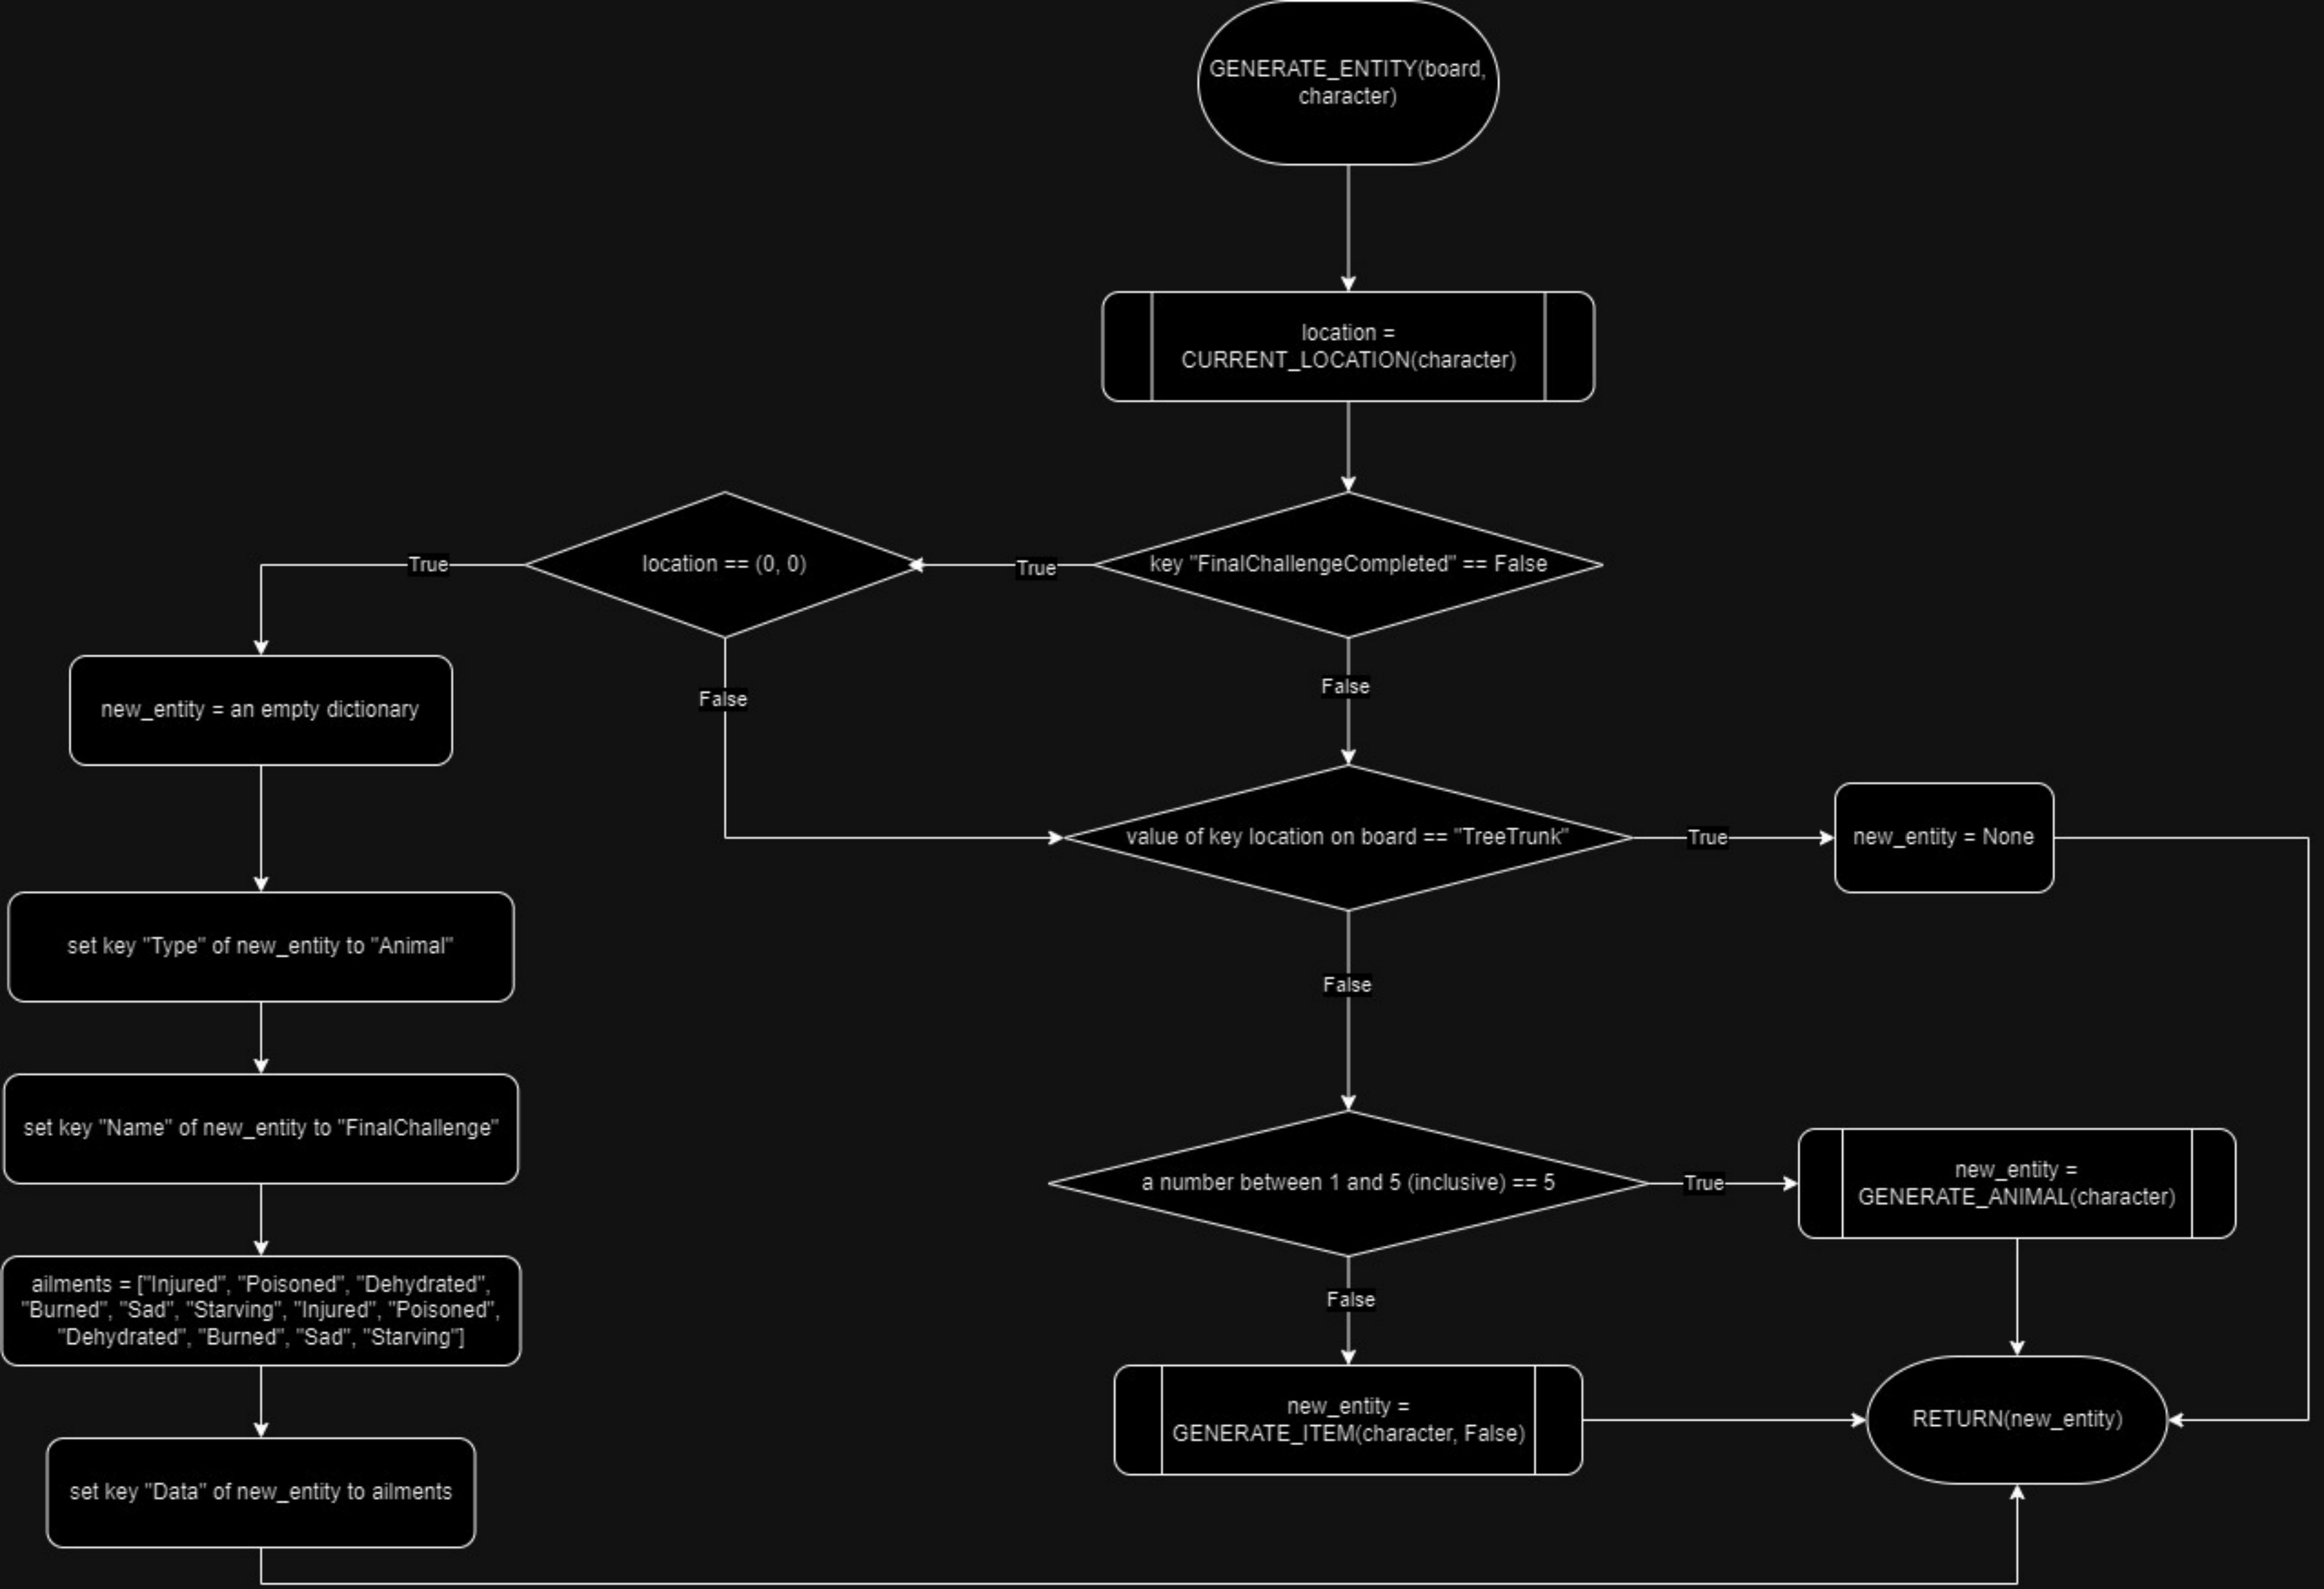 GENERATE_ENTITY(board,
character)
location =
CURRENT_LOCATION(character)
key "FinalChallengeCompleted" == False
True
location == (0, 0)
True
False
False
new_entity = an empty dictionary
value of key location on board == "TreeTrunk"
True
new_entity = None
False
set key "Type" of new_entity to "Animal"
set key "Name" of new_entity to "FinalChallenge"
a number between 1 and 5 (inclusive) == 5
True
new_entity =
GENERATE_ANIMAL(character)
False
ailments = ["Injured", "Poisoned", "Dehydrated",
"Burned", "Sad", "Starving", "Injured", "Poisoned",
"Dehydrated", "Burned", "Sad", "Starving"]
new_entity =
GENERATE_ITEM(character, False)
RETURN(new_entity)
set key "Data" of new_entity to ailments